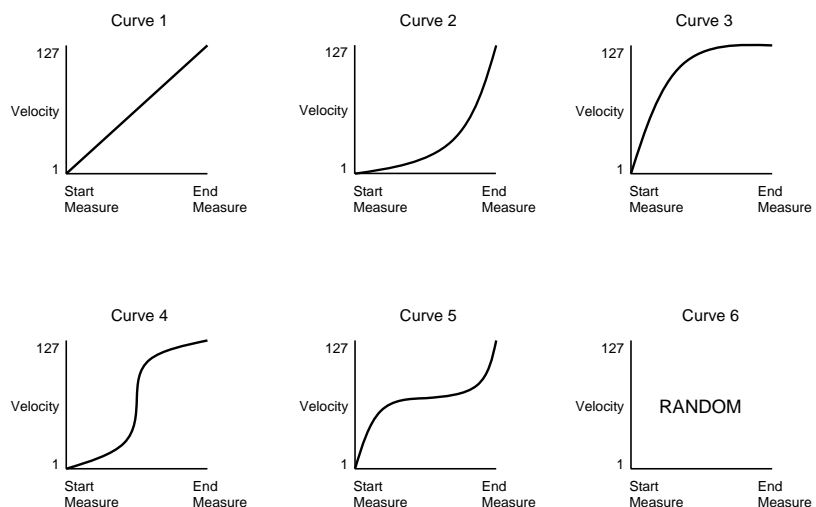 Curve 1
127
Velocity
1
Start
Measure
End
Measure
Curve 2
127
Velocity
1
Start
Measure
End
Measure
Curve 3
127
Velocity
1
Start
Measure
End
Measure
Curve 4
127
Velocity
1
Start
Measure
End
Measure
Curve 5
127
Velocity
1
Start
Measure
End
Measure
Curve 6
127
Velocity
RANDOM
1
Start
Measure
End
Measure